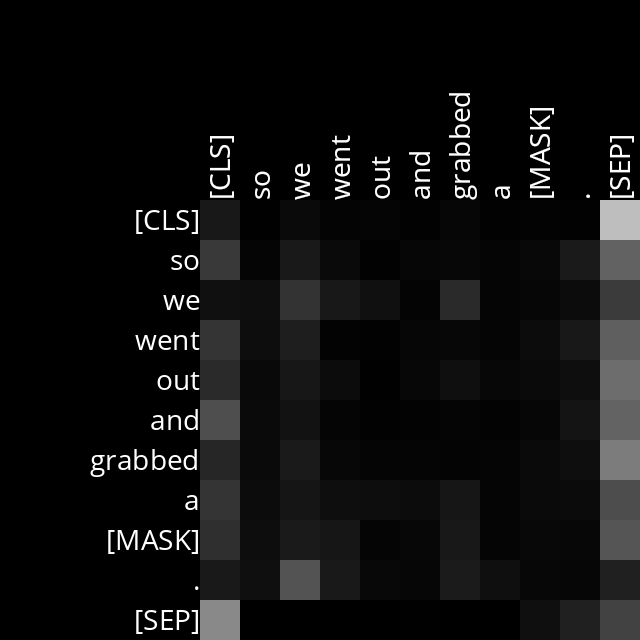 [CLS] so we went out and grabbed a [MASK] . [SEP]
[CLS]
so
we
went
out
and
grabbed
a
[MASK]
.
[SEP]